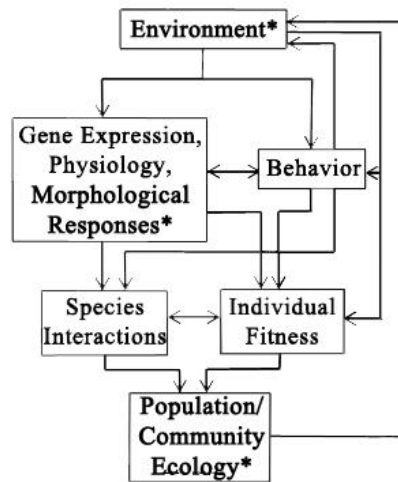 Environment*
Gene Expression,
Physiology,
Morphological
Responses*
Behavior
Species
Interactions
Individual
Fitness
Population/
Community
Ecology*